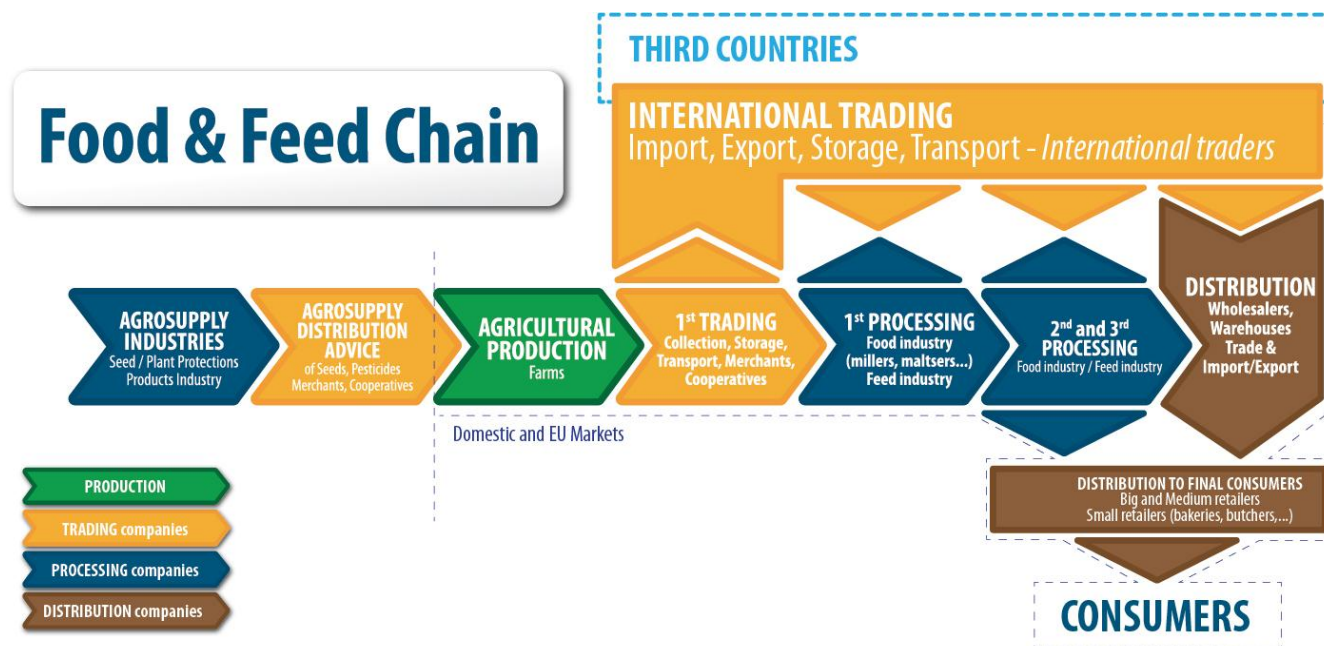 THIRD COUNTRIES
Food & Feed Chain
INTERNATIONAL TRADING
Import, Export, Storage, Transport - International traders
AGROSUPPLY
INDUSTRIES
Seed / Plant Protections
Products Industry
AGROSUPPLY
DISTRIBUTION
ADVICE
of Seeds, Pesticides
Merchants, Cooperatives
AGRICULTURAL
PRODUCTION
Farms
1st TRADING
Collection, Storage,
Transport, Merchants,
Cooperatives
1st PROCESSING
Food industry
(millers, maltsers...)
Feed industry
2nd and 3rd
PROCESSING
Food industry / Feed industry
DISTRIBUTION
Wholesalers,
Warehouses
Trade &
Import/Export
Domestic and EU Markets
DISTRIBUTION TO FINAL CONSUMERS
Big and Medium retailers
Small retailers (bakeries, butchers,...)
CONSUMERS
PRODUCTION
TRADING companies
PROCESSING companies
DISTRIBUTION companies